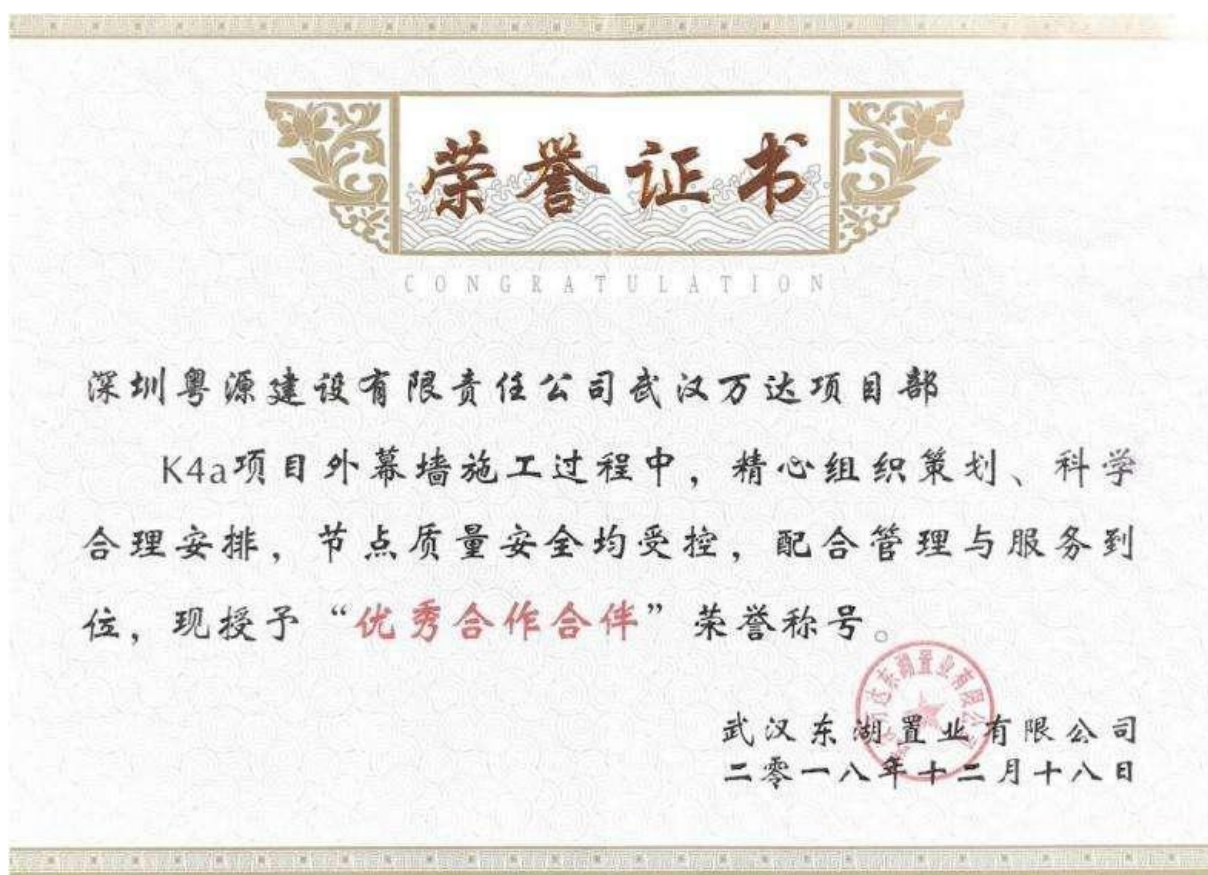 荣誉证书
CONGRATULATION
深圳粤源建设有限责任公司武汉万达项目部
K4a项目外幕墙施工过程中，精心组织策划、科学
合理安排，节点质量安全均受控，配合管理与服务到
位，现授予“优秀合作合伴”荣誉称号。
武汉东湖置业有限公司
二零一八年十二月十八日